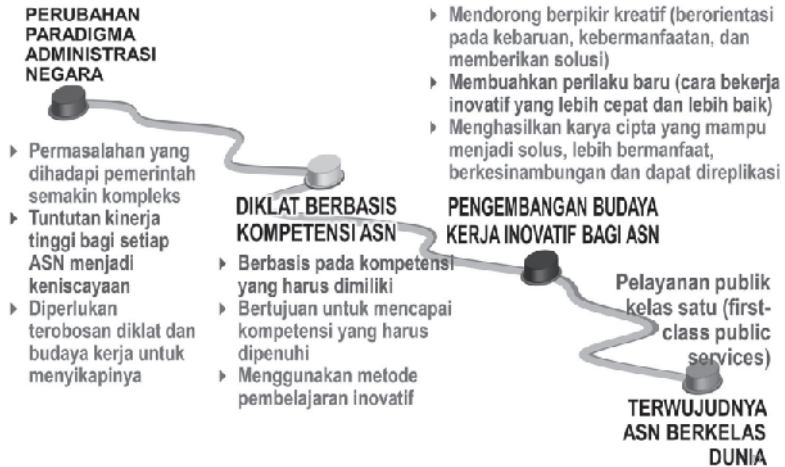 PERUBAHAN
PARADIGMA
ADMINISTRASI
NEGARA
▸ Permasalahan yang
dihadapi pemerintah
semakin kompleks
▸ Tuntutan kinerja
tinggi bagi setiap
ASN menjadi
keniscayaan
▸ Diperlukan
terobosan diklat dan
budaya kerja untuk
menyikapinya
DIKLAT BERBASIS
KOMPETENSI ASN
▸ Berbasis pada kompetensi
yang harus dimiliki
▸ Bertujuan untuk mencapai
kompetensi yang harus
dipenuhi
▸ Menggunakan metode
pembelajaran inovatif
▸ Mendorong berpikir kreatif (berorientasi
pada kebaruan, kebermanfaatan, dan
memberikan solusi)
▸ Membuahkan perilaku baru (cara bekerja
inovatif yang lebih cepat dan lebih baik)
▸ Menghasilkan karya cipta yang mampu
menjadi solus, lebih bermanfaat,
berkesinambungan dan dapat direplikasi
PENGEMBANGAN BUDAYA
KERJA INOVATIF BAGI ASN
Pelayanan publik
kelas satu (first-
class public
services)
TERWUJUDNYA
ASN BERKELAS
DUNIA